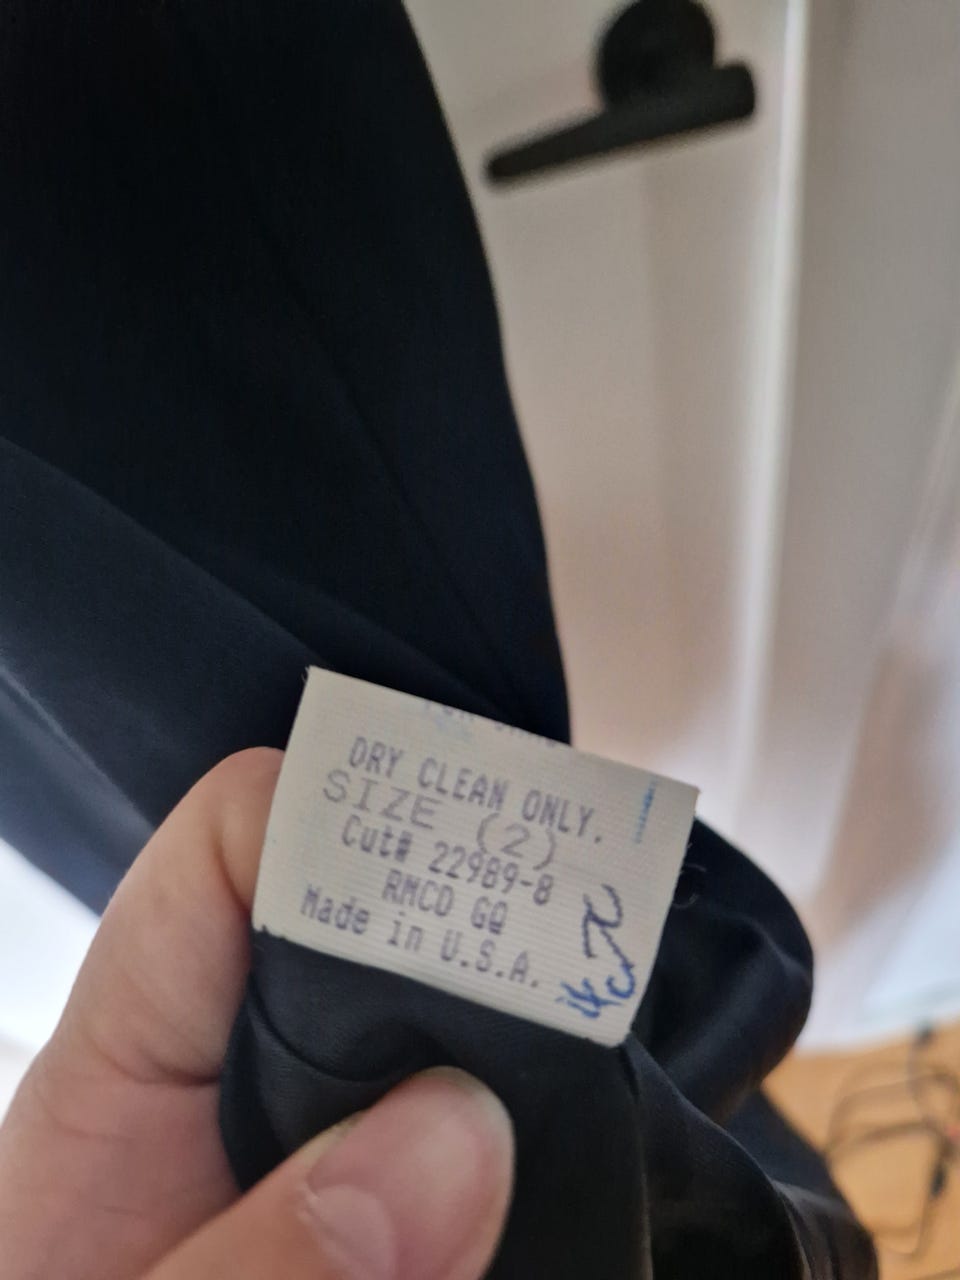 DRY CLEAN ONLY.
SIZE (2)
Cut# 22989-8
RMCD GQ
Made in U.S.A.